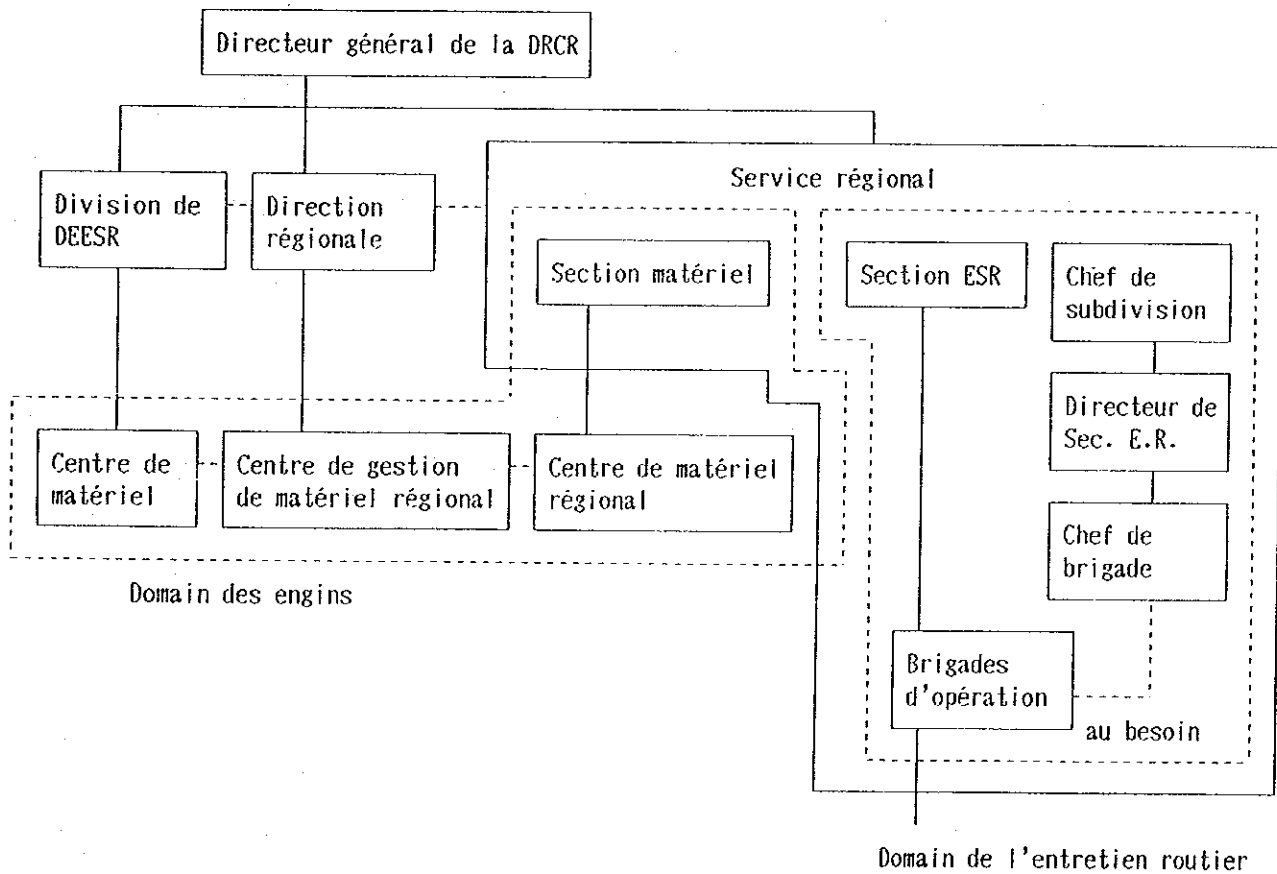 Directeur général de la DRCR
Service régional
Division de
DEESR
Direction
régionale
Section matériel
Section ESR
Chef de
subdivision
Directeur de
Sec. E.R.
Centre de
matériel
Centre de gestion
de matériel régional
Centre de matériel
régional
Chef de
brigade
Domain des engins
Brigades
d'opération
au besoin
Domain de l'entretien routier